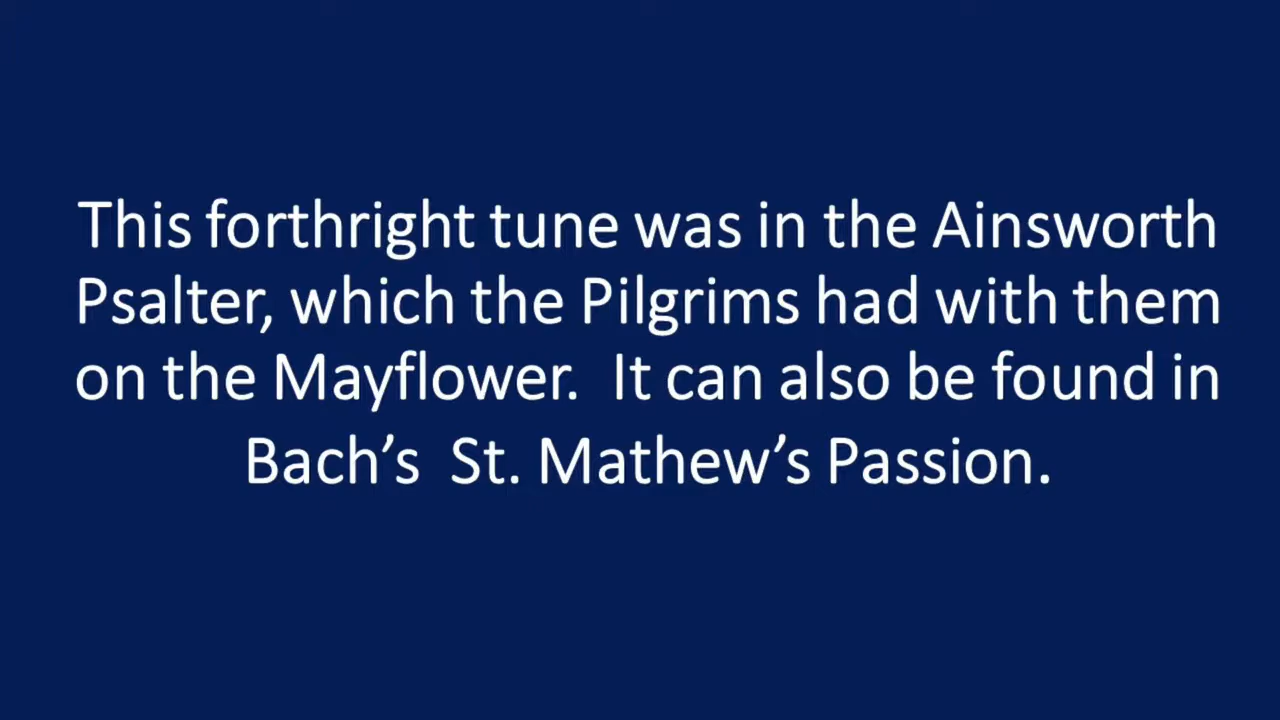 This forthright tune was in the Ainsworth
Psalter, which the Pilgrims had with them
on the Mayflower.  It can also be found in
Bach’s  St. Mathew’s Passion.